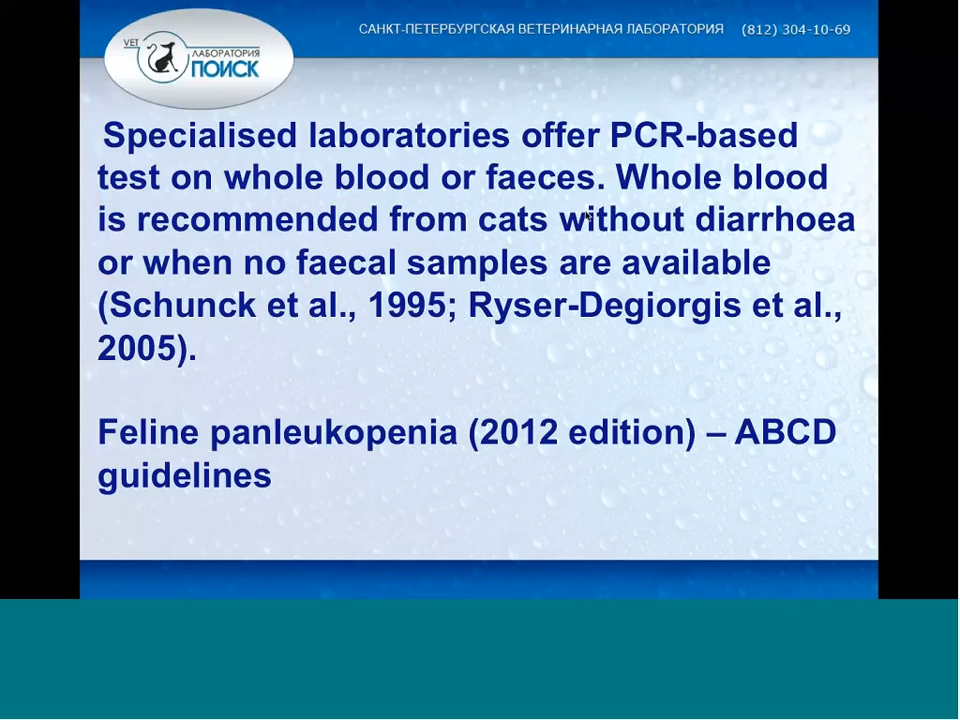 VET
ЛАБОРАТОРИЯ
ПОИСК
САНКТ-ПЕТЕРБУРГСКАЯ ВЕТЕРИНАРНАЯ ЛАБОРАТОРИЯ (812) 304-10-69
Specialised laboratories offer PCR-based
test on whole blood or faeces. Whole blood
is recommended from cats without diarrhoea
or when no faecal samples are available
(Schunck et al., 1995; Ryser-Degiorgis et al.,
2005).
Feline panleukopenia (2012 edition) – ABCD
guidelines